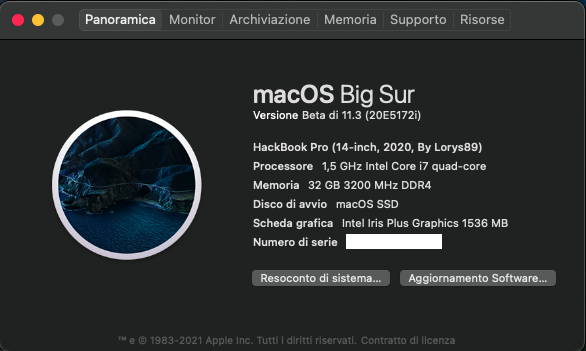 Panoramica Monitor Archiviazione Memoria Supporto Risorse
macOS Big Sur
Versione Beta di 11.3 (20E5172i)
HackBook Pro (14-inch, 2020, By Lorys89)
Processore 1,5 GHz Intel Core i7 quad-core
Memoria 32 GB 3200 MHz DDR4
Disco di avvio macOS SSD
Scheda grafica Intel Iris Plus Graphics 1536 MB
Numero di serie
Resoconto di sistema... Aggiornamento Software...
™ e © 1983-2021 Apple Inc. Tutti i diritti riservati. Contratto di licenza